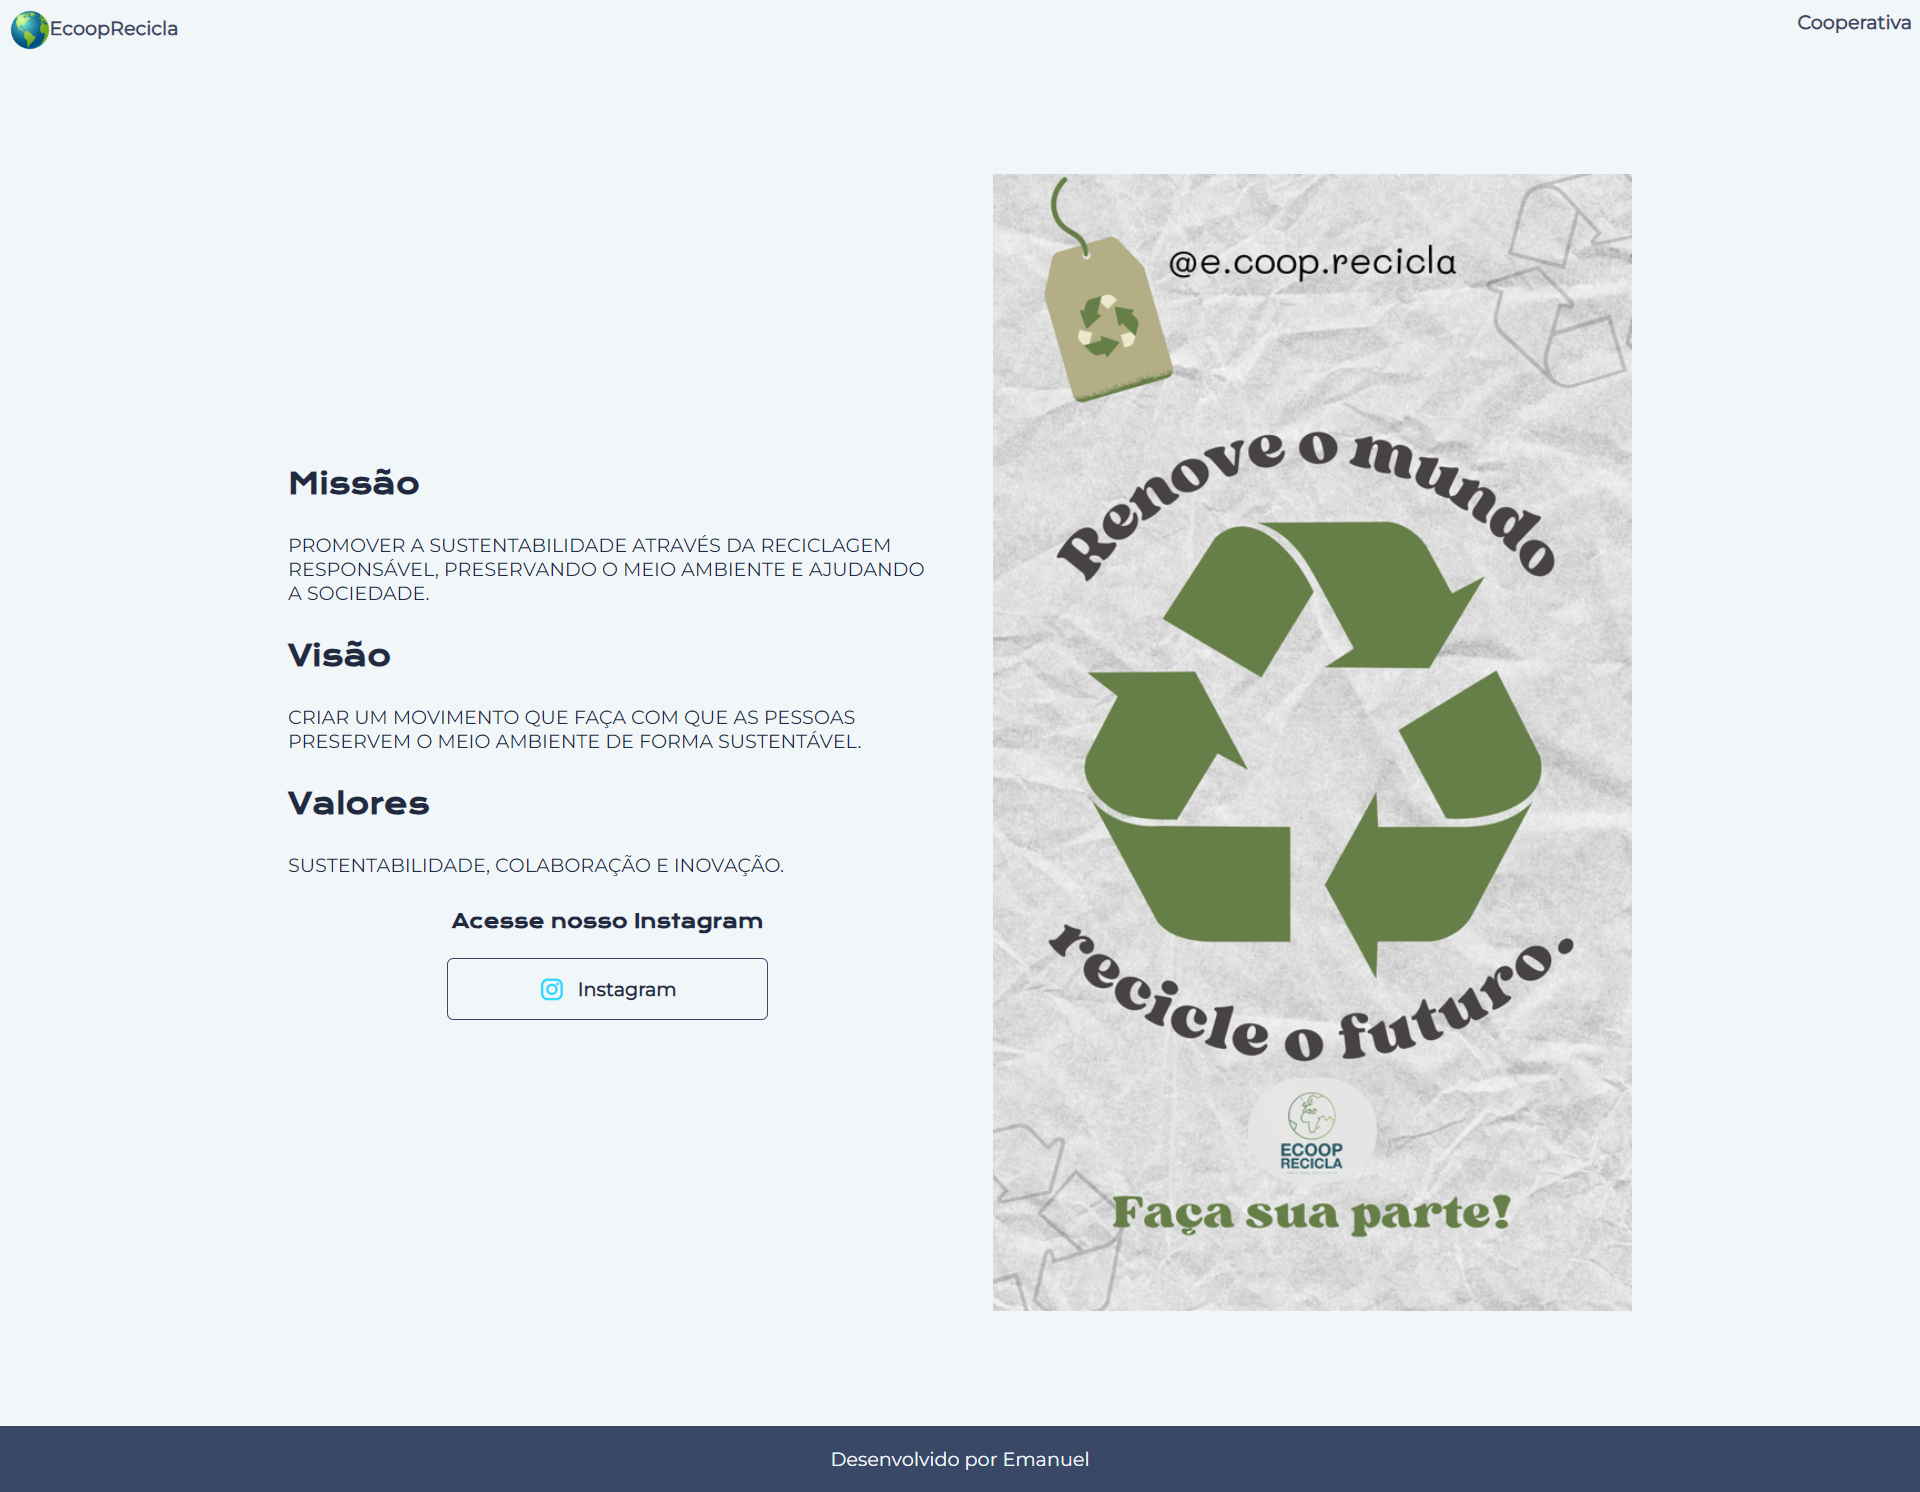 EcoopRecicla
Cooperativa
Missão
PROMOVER A SUSTENTABILIDADE ATRAVÉS DA RECICLAGEM
RESPONSÁVEL, PRESERVANDO O MEIO AMBIENTE E AJUDANDO
A SOCIEDADE.
Visão
CRIAR UM MOVIMENTO QUE FAÇA COM QUE AS PESSOAS
PRESERVEM O MEIO AMBIENTE DE FORMA SUSTENTÁVEL.
Valores
SUSTENTABILIDADE, COLABORAÇÃO E INOVAÇÃO.
Acesse nosso Instagram
Instagram
@e.coop.recicla
Renove o mundo
recicle o futuro.
ECOOP
RECICLA
Faça sua parte!
Desenvolvido por Emanuel